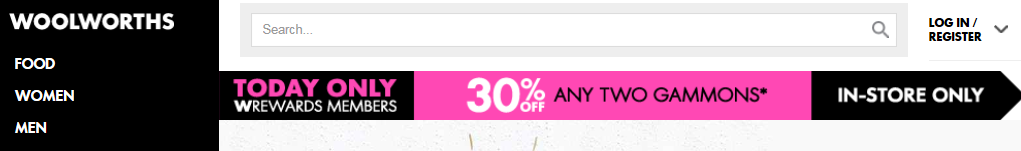 WOOLWORTHS
FOOD
WOMEN
MEN
Search...
LOG IN /
REGISTER
TODAY ONLY
WREWARDS MEMBERS
30% OFF
ANY TWO GAMMONS*
IN-STORE ONLY